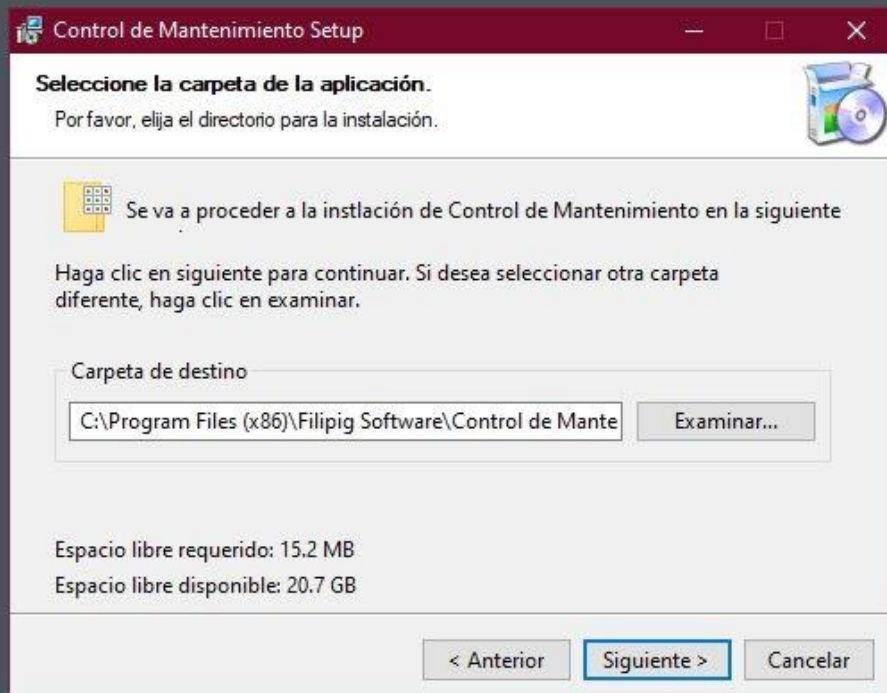 Control de Mantenimiento Setup
Seleccione la carpeta de la aplicación.
Por favor, elija el directorio para la instalación.
Se va a proceder a la instlación de Control de Mantenimiento en la siguiente
Haga clic en siguiente para continuar. Si desea seleccionar otra carpeta
diferente, haga clic en examinar.
Carpeta de destino
C:\Program Files (x86)\Filipig Software\Control de Mante
Examinar...
Espacio libre requerido: 15.2 MB
Espacio libre disponible: 20.7 GB
< Anterior
Siguiente >
Cancelar